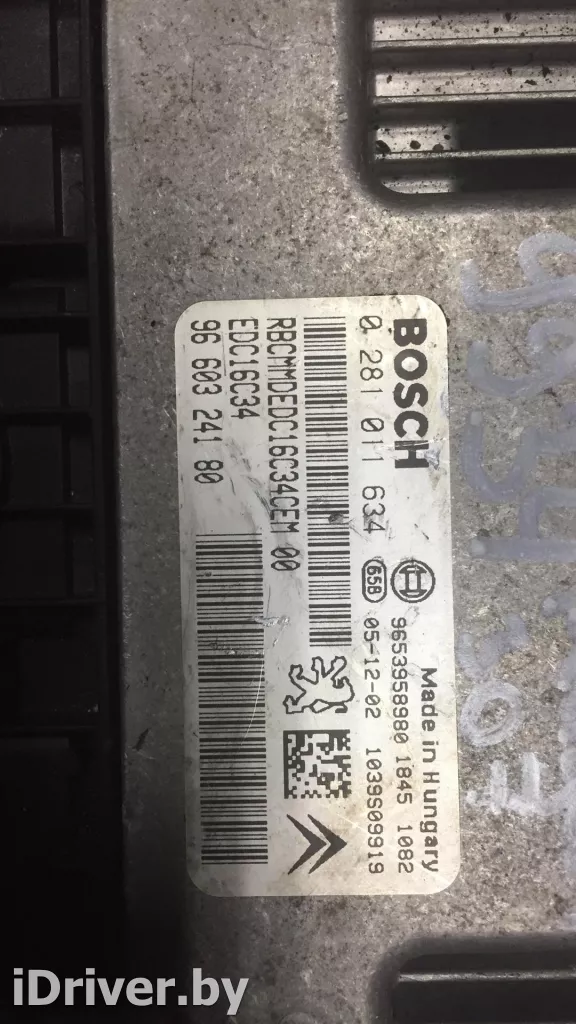 BOSCH
0 281 011 634
65B
Made in Hungary
9653958980 1845 1082
05-12-02 1039S09919
RBCMMDEDC16C34CEM 00
EDC16C34
96 603 241 80
iDriver.by